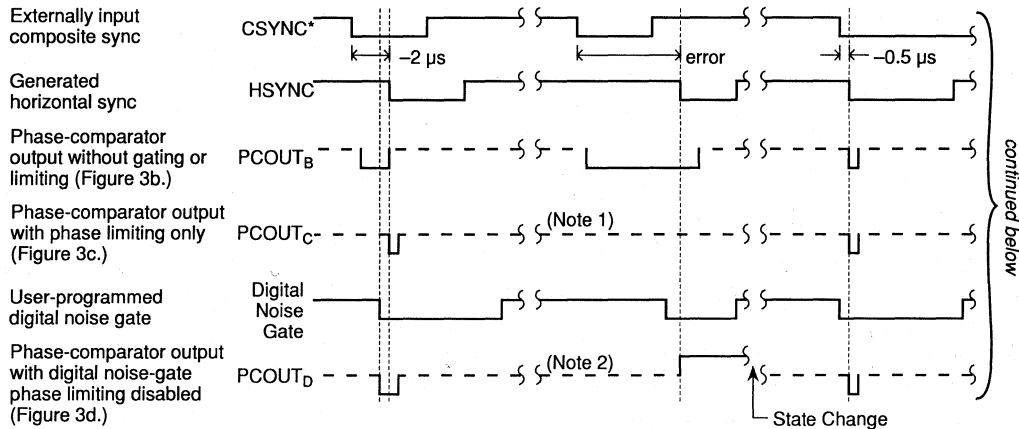 Externally input
composite sync
CSYNC*
–2 µs
error
–0.5 µs
Generated
horizontal sync
HSYNC
Phase-comparator
output without gating or
limiting (Figure 3b.)
PCOUTB
Phase-comparator output
with phase limiting only
(Figure 3c.)
PCOUTC
(Note 1)
User-programmed
digital noise gate
Digital
Noise
Gate
Phase-comparator output
with digital noise-gate
phase limiting disabled
(Figure 3d.)
PCOUTD
(Note 2)
State Change
continued below